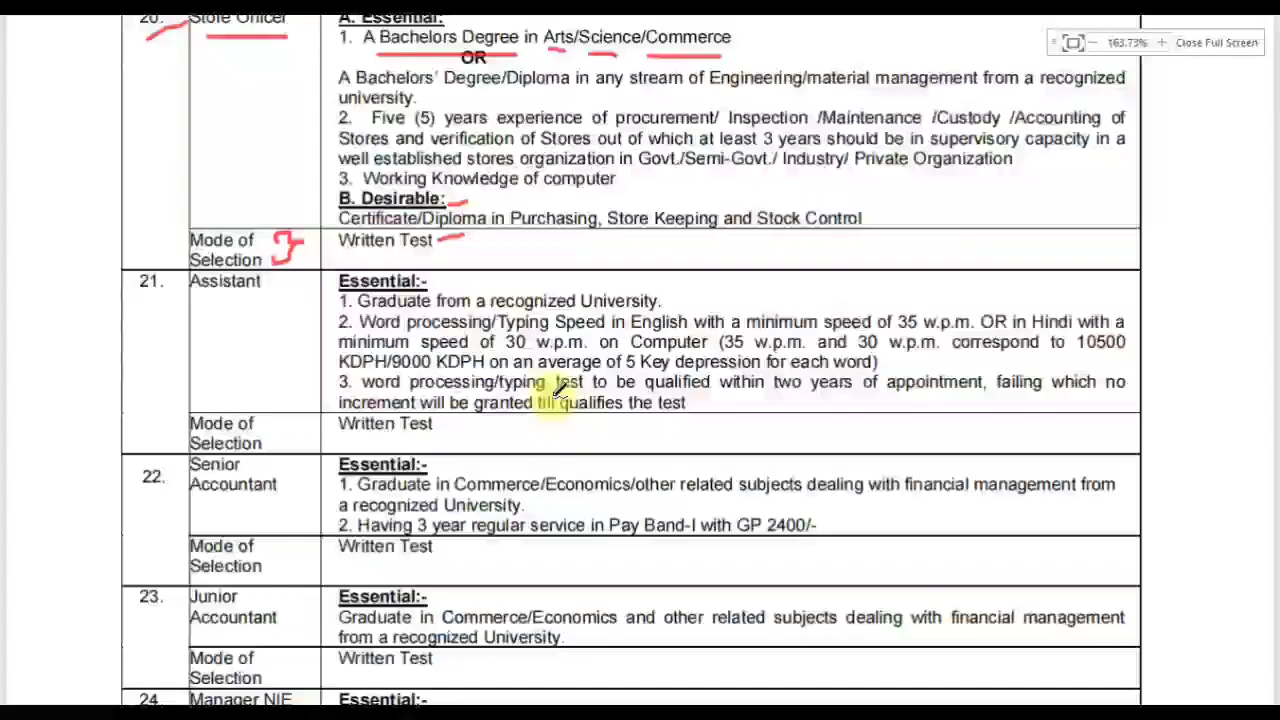 20. Store Officer A. Essential:
1. A Bachelors Degree in Arts/Science/Commerce
163.73% Close Full Screen
OR
A Bachelors' Degree/Diploma in any stream of Engineering/material management from a recognized
university.
2. Five (5) years experience of procurement/ Inspection /Maintenance /Custody /Accounting of
Stores and verification of Stores out of which at least 3 years should be in supervisory capacity in a
well established stores organization in Govt./Semi-Govt./ Industry/ Private Organization
3. Working Knowledge of computer
B. Desirable:
Certificate/Diploma in Purchasing, Store Keeping and Stock Control
Mode of Written Test
Selection
21. Assistant Essential:-
1. Graduate from a recognized University.
2. Word processing/Typing Speed in English with a minimum speed of 35 w.p.m. OR in Hindi with a
minimum speed of 30 w.p.m. on Computer (35 w.p.m. and 30 w.p.m. correspond to 10500
KDPH/9000 KDPH on an average of 5 Key depression for each word)
3. word processing/typing test to be qualified within two years of appointment, failing which no
increment will be granted till qualifies the test
Mode of Written Test
Selection
22. Senior Essential:-
Accountant 1. Graduate in Commerce/Economics/other related subjects dealing with financial management from
a recognized University.
2. Having 3 year regular service in Pay Band-I with GP 2400/-
Mode of Written Test
Selection
23. Junior Essential:-
Accountant Graduate in Commerce/Economics and other related subjects dealing with financial management
from a recognized University.
Mode of Written Test
Selection
24. Manager NIE Essential:-